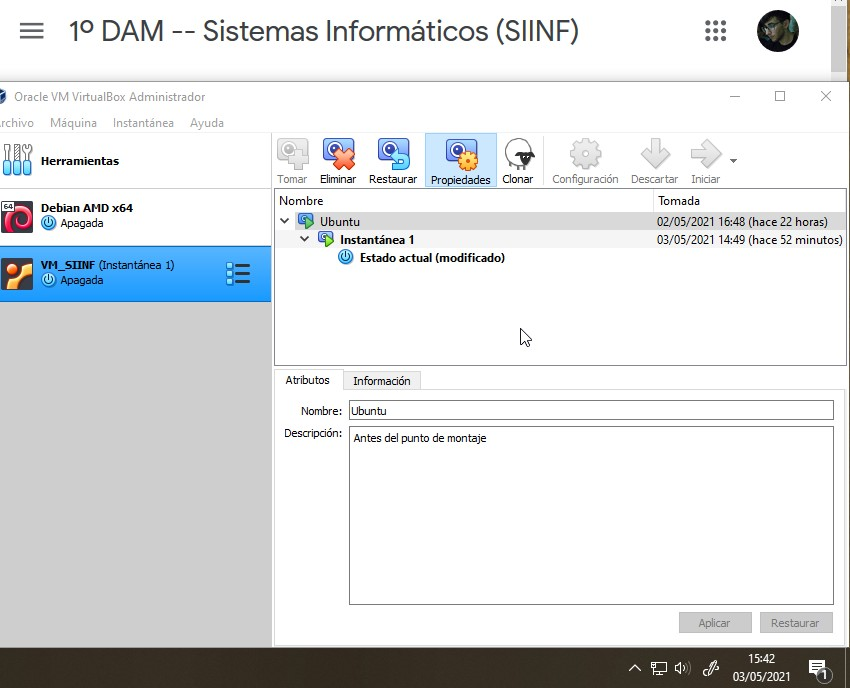 1º DAM -- Sistemas Informáticos (SIINF)
Oracle VM VirtualBox Administrador
rchivo Máquina Instantánea Ayuda
Herramientas
64 Debian AMD x64
Apagada
VM_SIINF (Instantánea 1)
Apagada
Tomar Eliminar Restaurar Propiedades Clonar Configuración Descartar Iniciar
Nombre Tomada
Ubuntu 02/05/2021 16:48 (hace 22 horas)
Instantánea 1 03/05/2021 14:49 (hace 52 minutos)
Estado actual (modificado)
Atributos Información
Nombre: Ubuntu
Descripción: Antes del punto de montaje
Aplicar Restaurar
15:42
03/05/2021
1